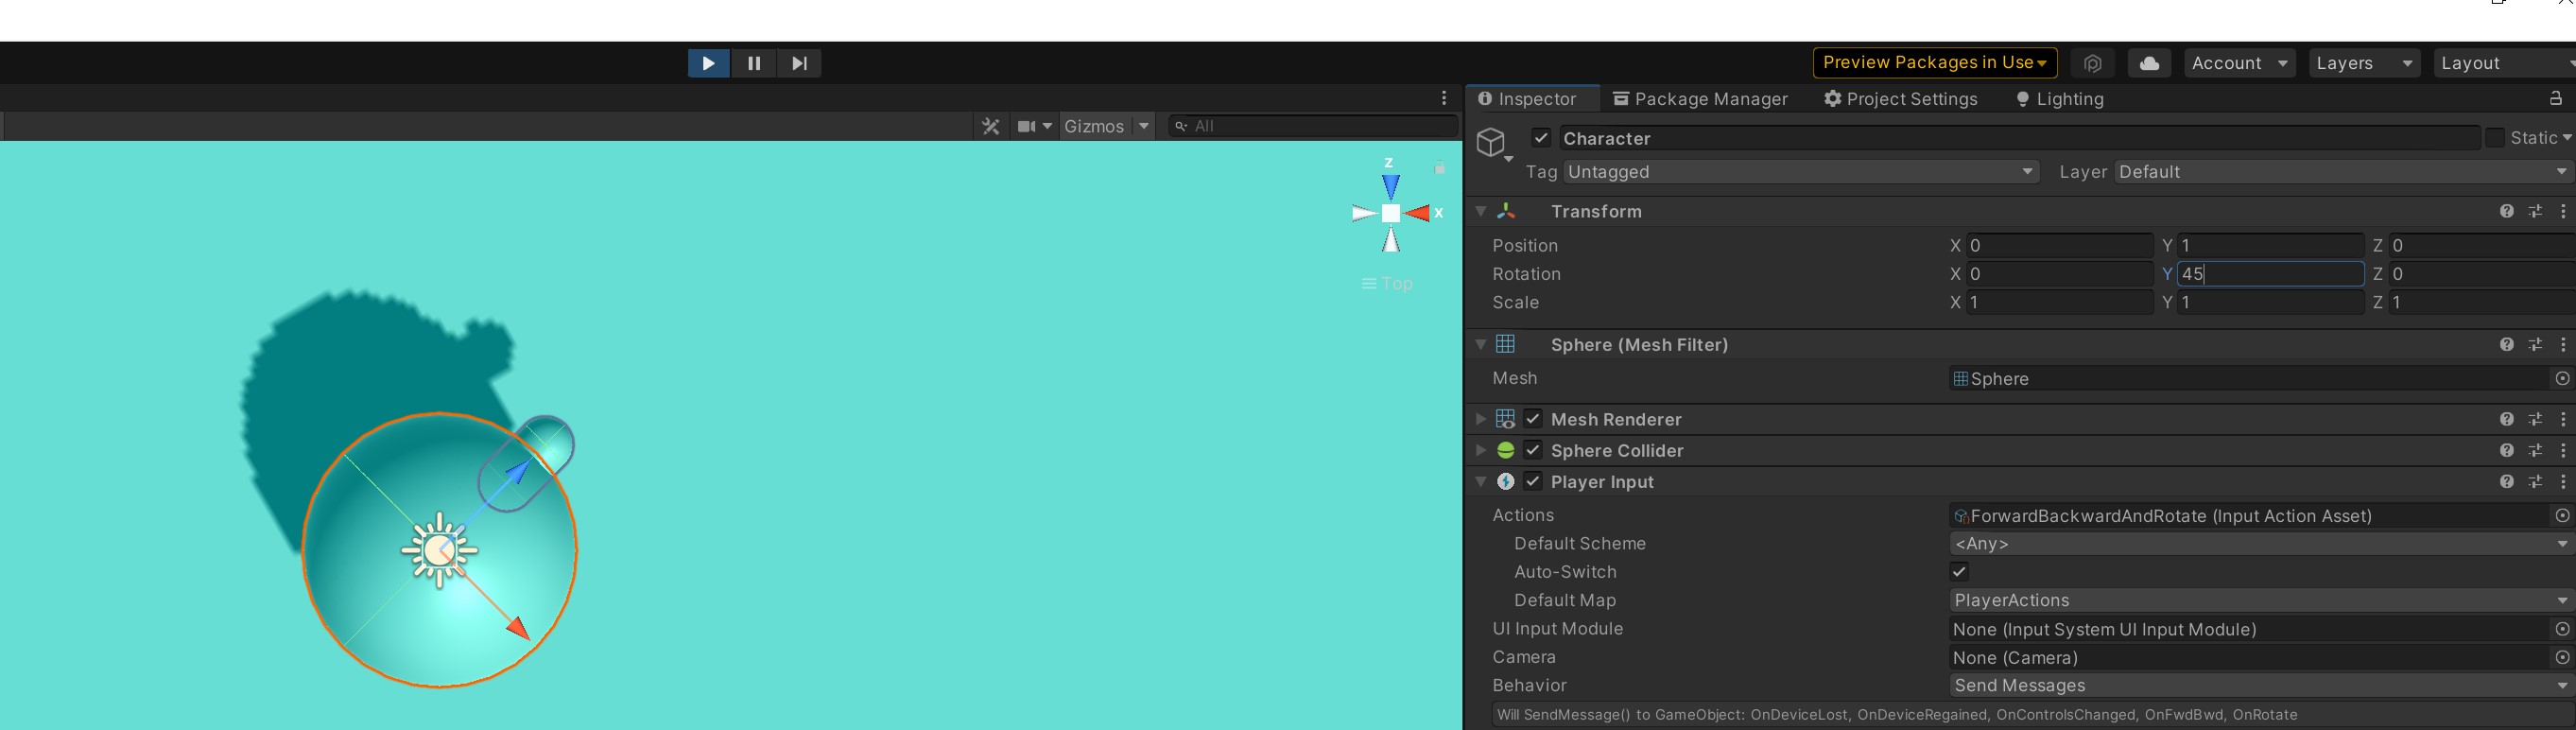 Preview Packages in Use Account Layers Layout
Inspector Package Manager Project Settings Lighting
Gizmos All
Character Static
Tag Untagged Layer Default
z
x
Top
Transform
Position X 0 Y 1 Z 0
Rotation X 0 Y 45 Z 0
Scale X 1 Y 1 Z 1
Sphere (Mesh Filter)
Mesh Sphere
Mesh Renderer
Sphere Collider
Player Input
Actions ForwardBackwardAndRotate (Input Action Asset)
Default Scheme <Any>
Auto-Switch
Default Map PlayerActions
UI Input Module None (Input System UI Input Module)
Camera None (Camera)
Behavior Send Messages
Will SendMessage() to GameObject: OnDeviceLost, OnDeviceRegained, OnControlsChanged, OnFwdBwd, OnRotate